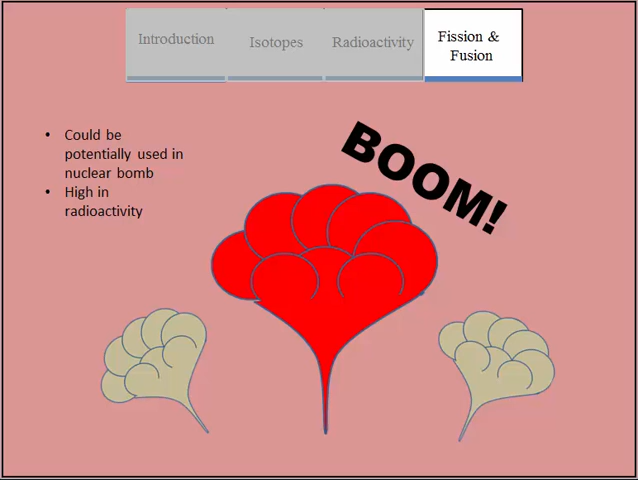 Introduction
Isotopes
Radioactivity
Fission &
Fusion
• Could be
potentially used in
nuclear bomb
• High in
radioactivity
BOOM!